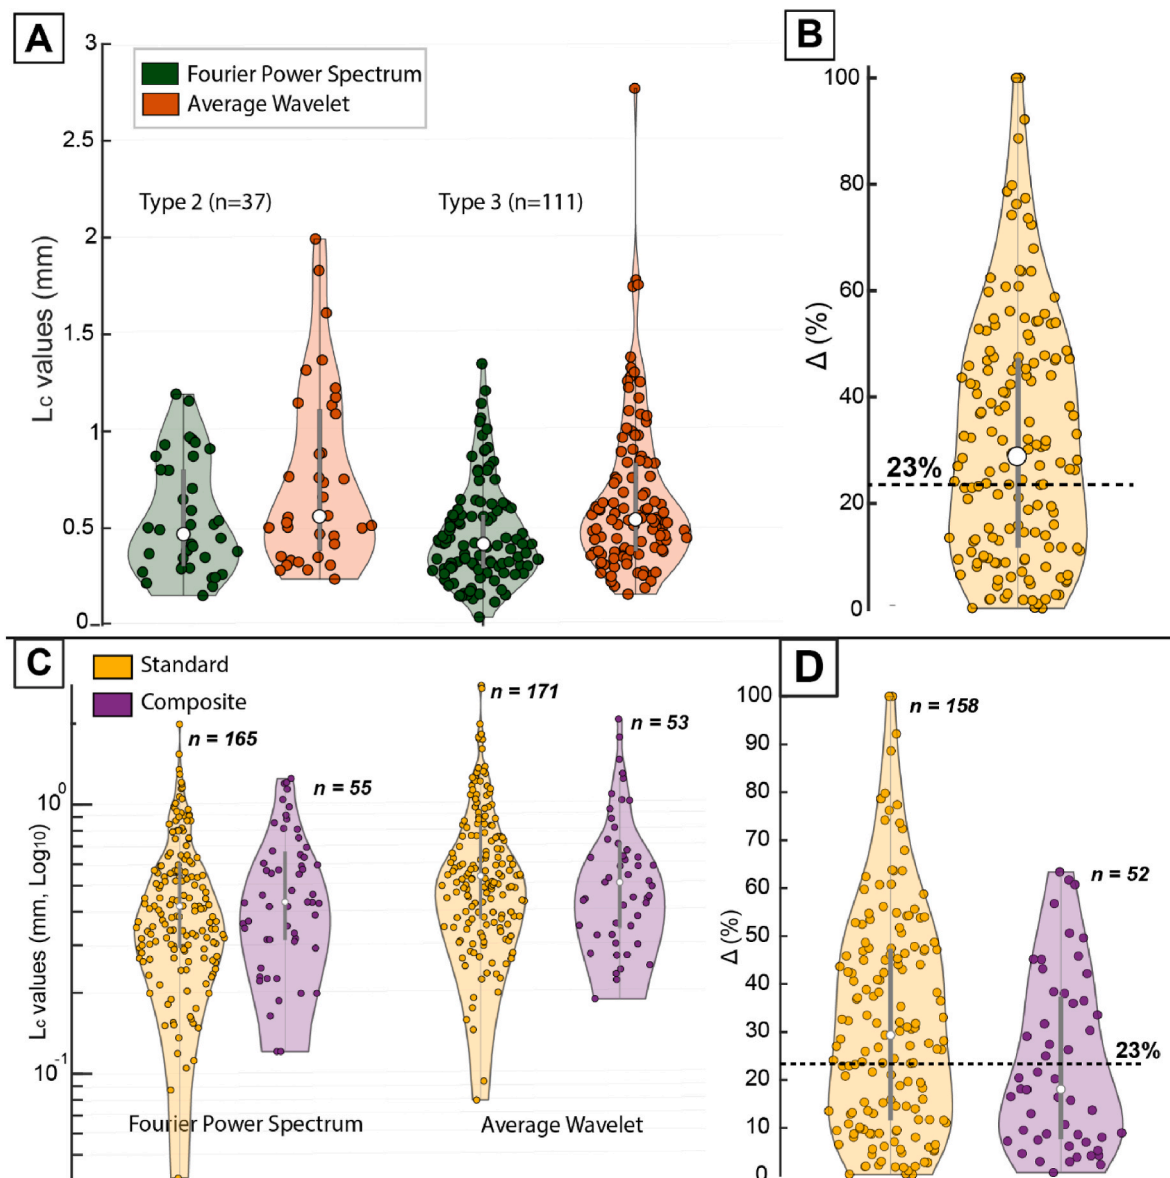 A
3
2.5
2
1.5
1
0.5
0
Lc values (mm)
Fourier Power Spectrum
Average Wavelet
Type 2 (n=37)
Type 3 (n=111)
B
100
80
60
40
20
0
Δ (%)
23%
C
Standard
Composite
n = 165
n = 55
n = 171
n = 53
10⁰
10⁻¹
Lc values (mm, Log10)
Fourier Power Spectrum
Average Wavelet
D
100
90
80
70
60
50
40
30
20
10
0
Δ (%)
n = 158
n = 52
23%